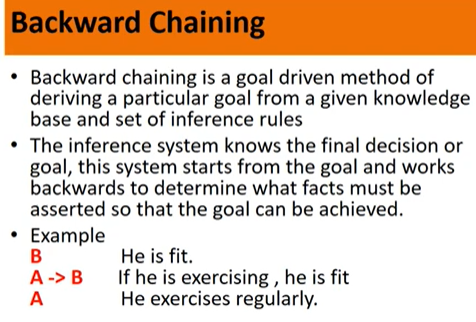 Backward Chaining
• Backward chaining is a goal driven method of
deriving a particular goal from a given knowledge
base and set of inference rules
• The inference system knows the final decision or
goal, this system starts from the goal and works
backwards to determine what facts must be
asserted so that the goal can be achieved.
• Example
B He is fit.
A -> B If he is exercising , he is fit
A He exercises regularly.